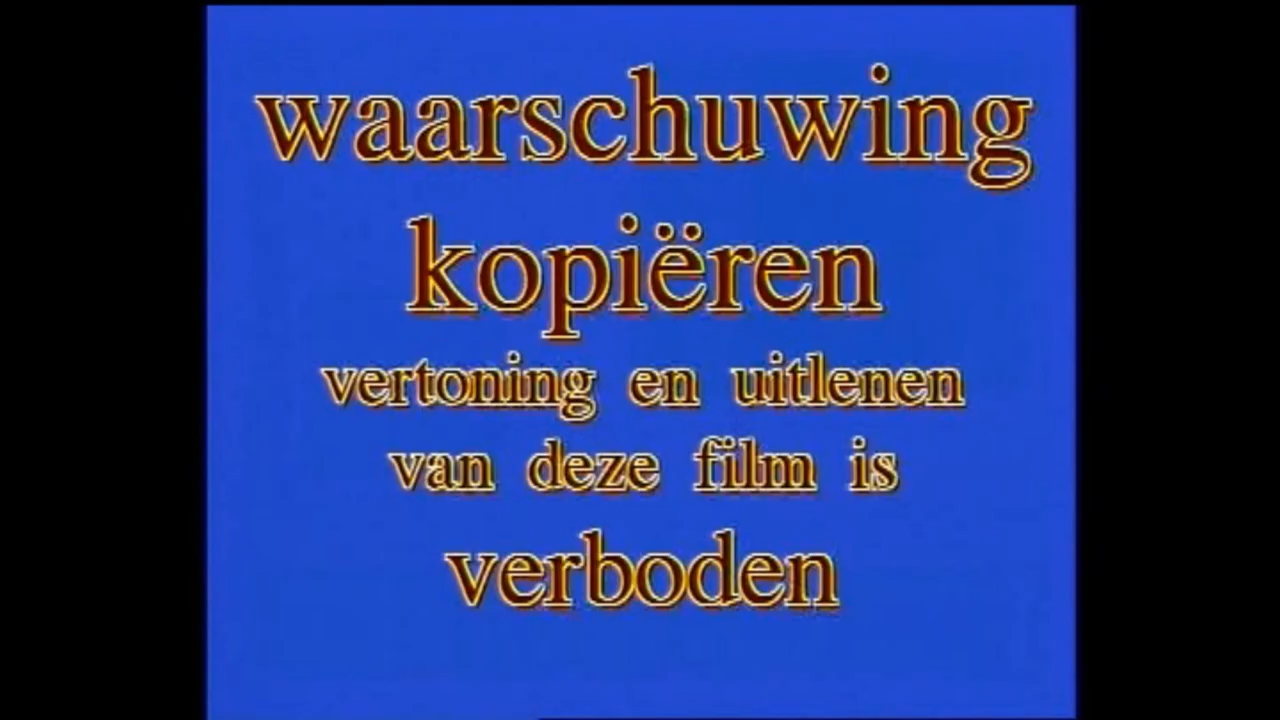 waarschuwing
kopiëren
vertoning en uitlenen
van deze film is
verboden